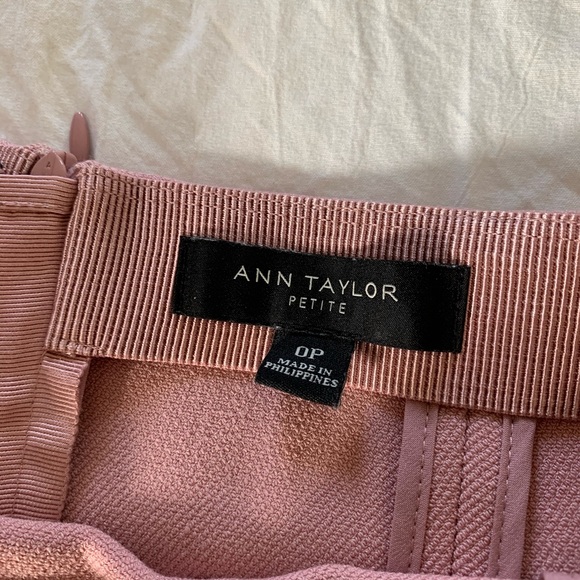 ANN TAYLOR
PETITE
0P
MADE IN
PHILIPPINES